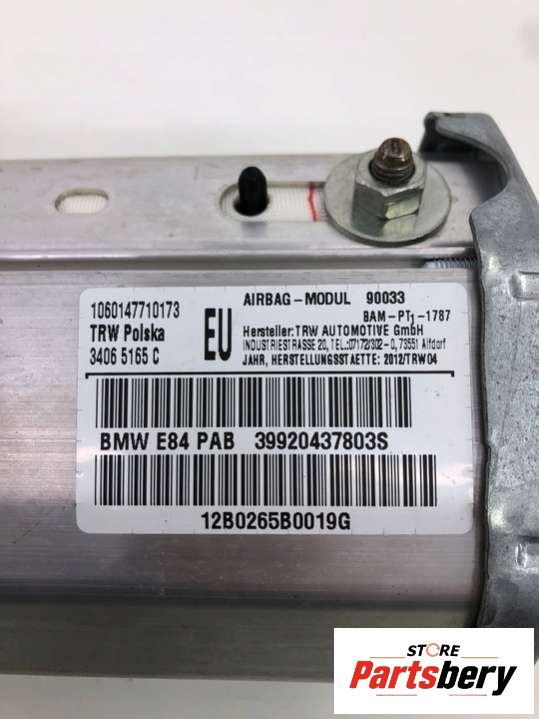 1060147710173
TRW Polska
3406 5165 C
EU
AIRBAG-MODUL 90033
BAM-PT1-1787
Hersteller:TRW AUTOMOTIVE GmbH
INDUSTRIESTRASSE 20, TEL.:07172/302-0, 73551 Alfdorf
JAHR, HERSTELLUNGSSTAETTE: 2012/TRW04
BMW E84 PAB 39920437803S
12B0265B0019G
STORE
Partsbery